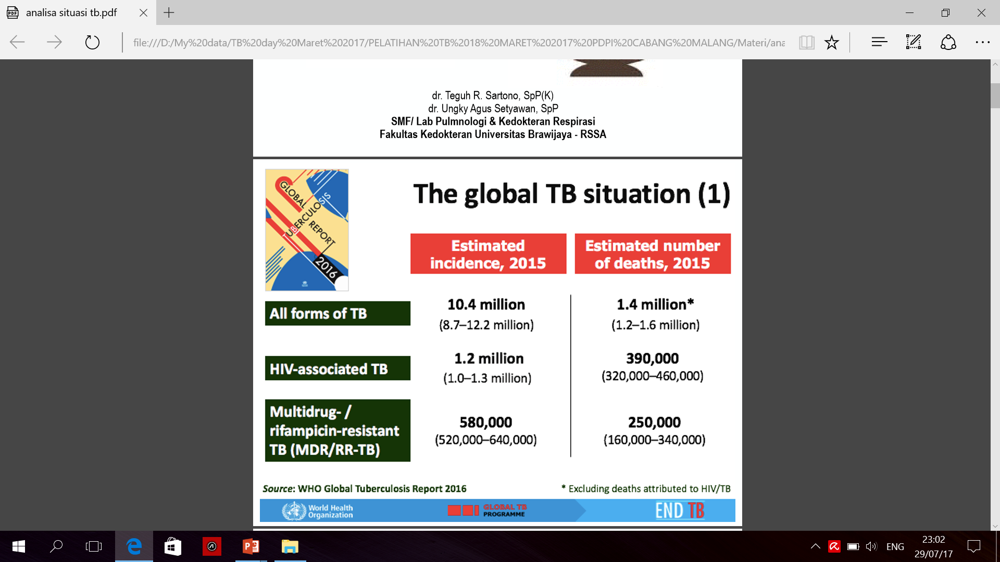 analisa situasi tb.pdf
file:///D:/My%20data/TB%20day%20Maret%202017/PELATIHAN%20TB%2018%20MARET%202017%20PDPI%20CABANG%20MALANG/Materi/ana
dr. Teguh R. Sartono, SpP(K)
dr. Ungky Agus Setyawan, SpP
SMF/ Lab Pulmnologi & Kedokteran Respirasi
Fakultas Kedokteran Universitas Brawijaya - RSSA
GLOBAL
TUBERCULOSIS
REPORT
2016
The global TB situation (1)
Estimated
incidence, 2015
Estimated number
of deaths, 2015
All forms of TB
10.4 million
(8.7–12.2 million)
1.4 million*
(1.2–1.6 million)
HIV-associated TB
1.2 million
(1.0–1.3 million)
390,000
(320,000–460,000)
Multidrug- /
rifampicin-resistant
TB (MDR/RR-TB)
580,000
(520,000–640,000)
250,000
(160,000–340,000)
Source: WHO Global Tuberculosis Report 2016
* Excluding deaths attributed to HIV/TB
World Health
Organization
GLOBAL TB
PROGRAMME
END TB
ENG
23:02
29/07/17